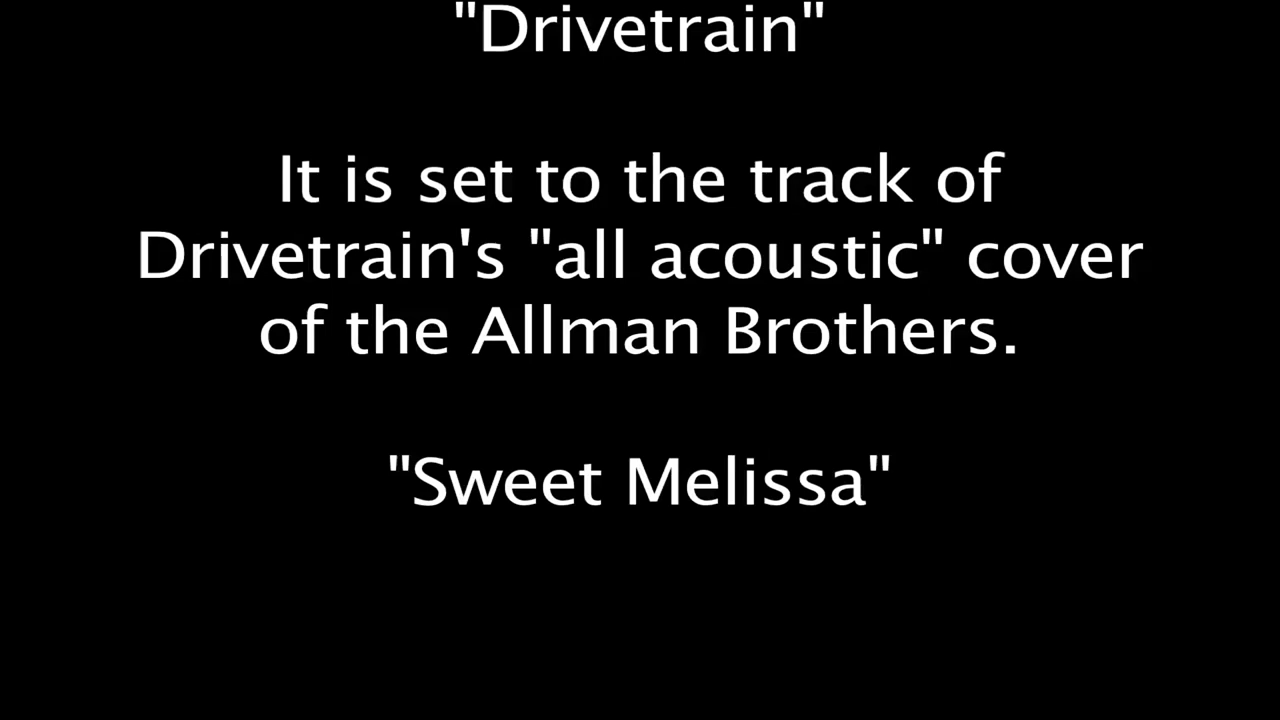 "Drivetrain"
It is set to the track of
Drivetrain's "all acoustic" cover
of the Allman Brothers.
"Sweet Melissa"